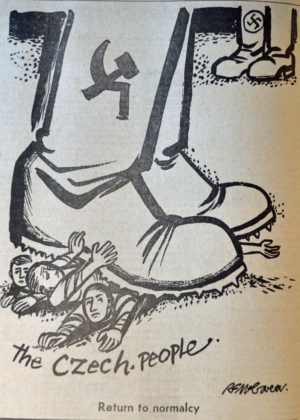 the Czech. people.
Return to normalcy